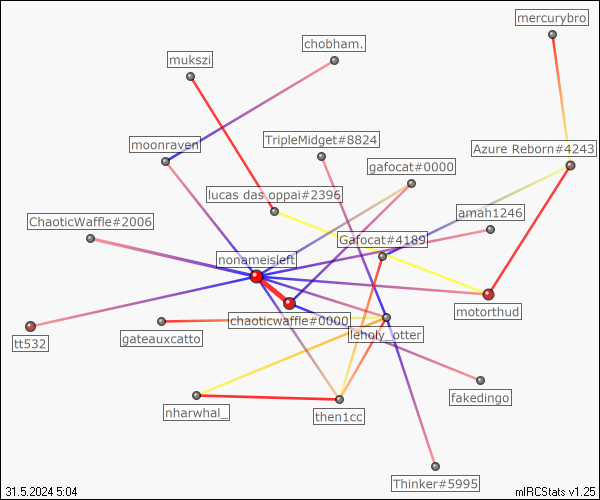 mercurybro
chobham.
mukszi
moonraven
TripleMidget#8824
Azure Reborn#4243
gafocat#0000
lucas das oppai#2396
amah1246
ChaoticWaffle#2006
Gafocat#4189
nonameisleft
motorthud
chaoticwaffle#0000
leholy_otter
gateauxcatto
tt532
fakedingo
nharwhal_
then1cc
Thinker#5995
31.5.2024 5:04
mIRCStats v1.25